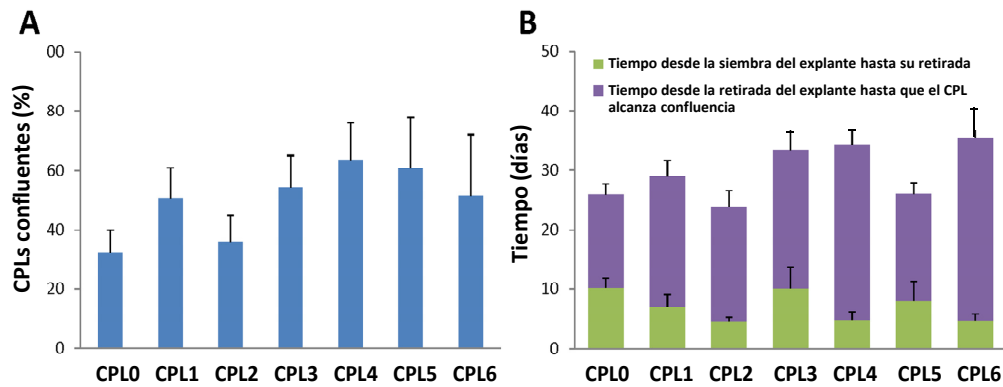 A
CPLs confluentes (%)
00
80
60
40
20
0
CPL0 CPL1 CPL2 CPL3 CPL4 CPL5 CPL6
B
Tiempo (días)
50
40
30
20
10
0
Tiempo desde la siembra del explante hasta su retirada
Tiempo desde la retirada del explante hasta que el CPL
alcanza confluencia
CPL0 CPL1 CPL2 CPL3 CPL4 CPL5 CPL6